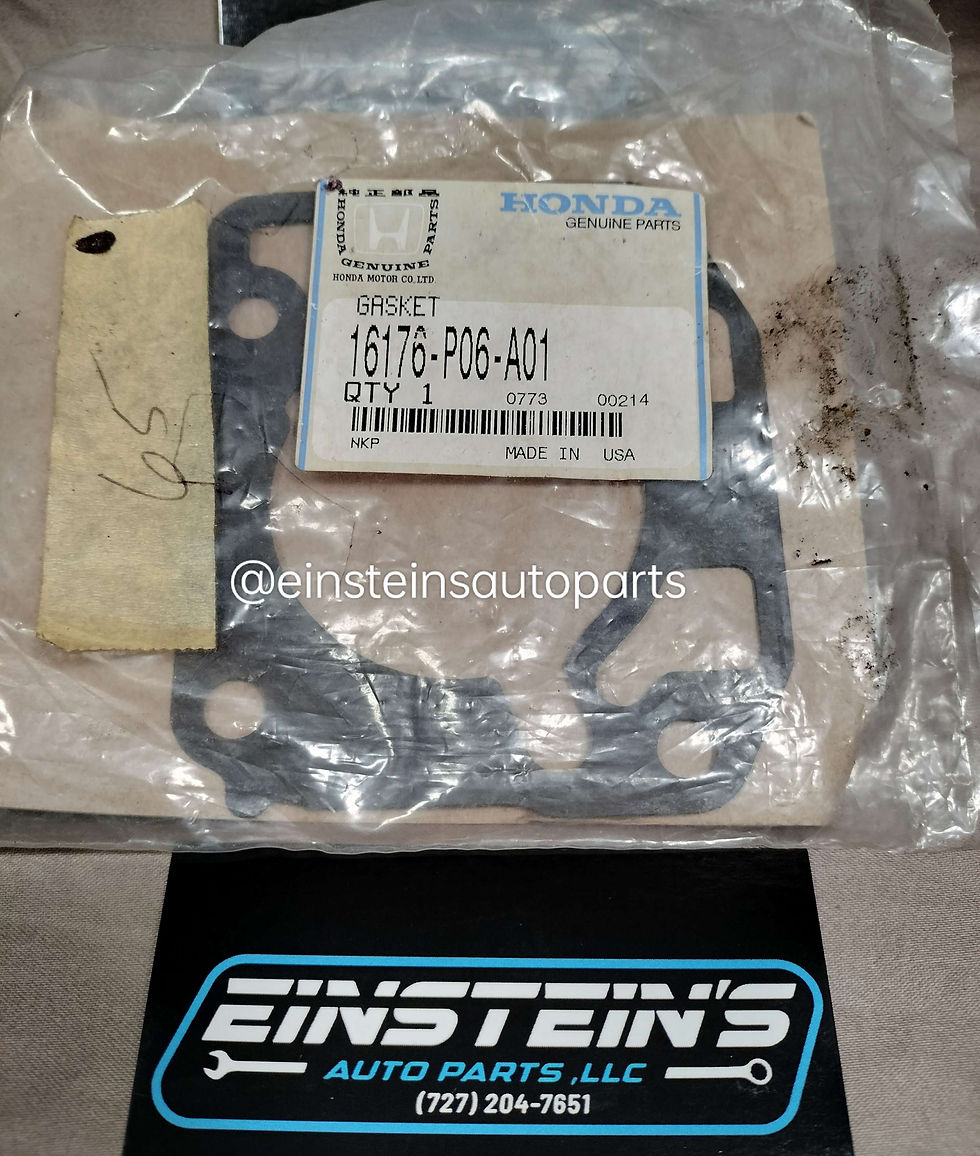 純正部品
HONDA GENUINE PARTS
HONDA MOTOR CO.,LTD.
HONDA
GENUINE PARTS
GASKET
16176-P06-A01
QTY 1 0773 00214
NKP MADE IN USA
65
@einsteinsautoparts
EINSTEIN'S
AUTO PARTS ,LLC
(727) 204-7651